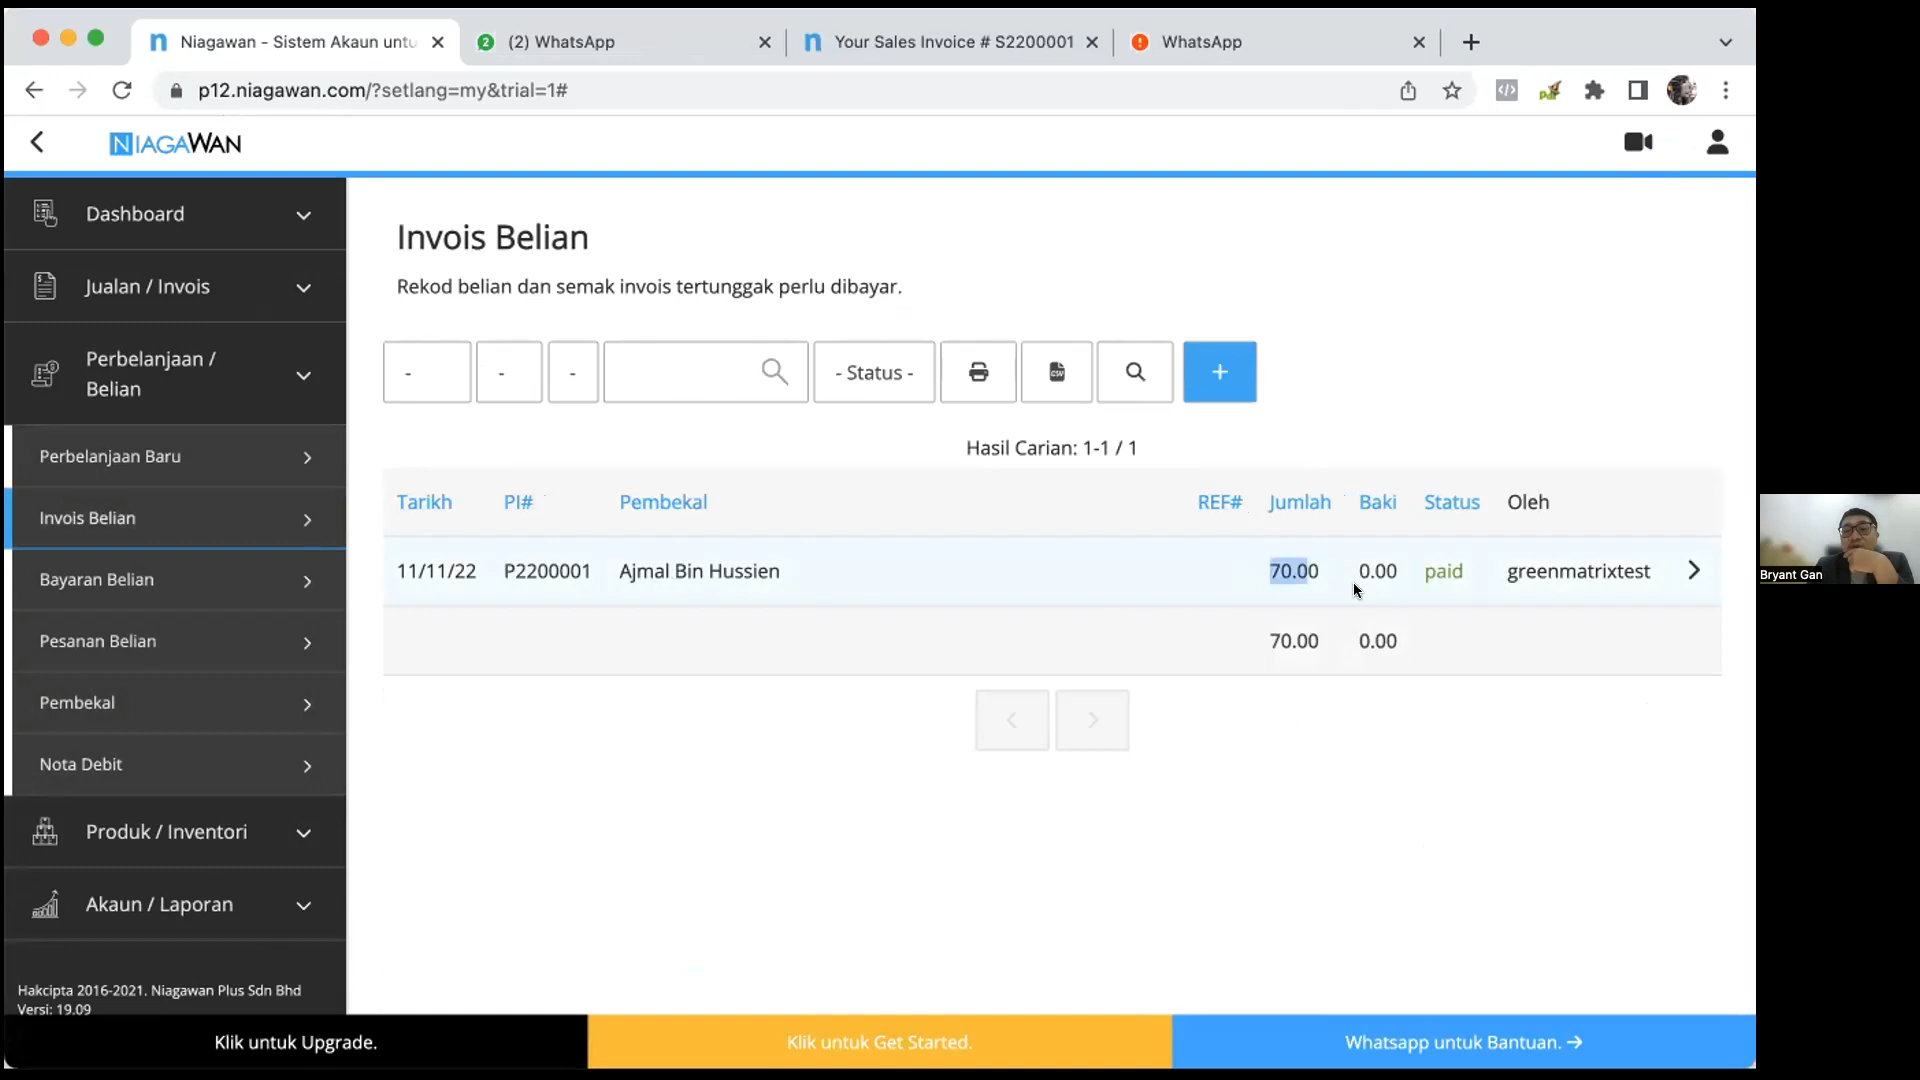 Niagawan - Sistem Akaun untu
2
(2) WhatsApp
Your Sales Invoice # S2200001
WhatsApp
p12.niagawan.com/?setlang=my&trial=1#
NIAGAWAN
Dashboard
Jualan / Invois
Perbelanjaan /
Belian
Perbelanjaan Baru
Invois Belian
Bayaran Belian
Pesanan Belian
Pembekal
Nota Debit
Produk / Inventori
Akaun / Laporan
Hakcipta 2016-2021. Niagawan Plus Sdn Bhd
Versi: 19.09
Invois Belian
Rekod belian dan semak invois tertunggak perlu dibayar.
- - - - Status - CSV +
Hasil Carian: 1-1 / 1
Tarikh PI# Pembekal REF# Jumlah Baki Status Oleh
11/11/22 P2200001 Ajmal Bin Hussien 70.00 0.00 paid greenmatrixtest
70.00 0.00
Klik untuk Upgrade.
Klik untuk Get Started.
Whatsapp untuk Bantuan. →
Bryant Gan